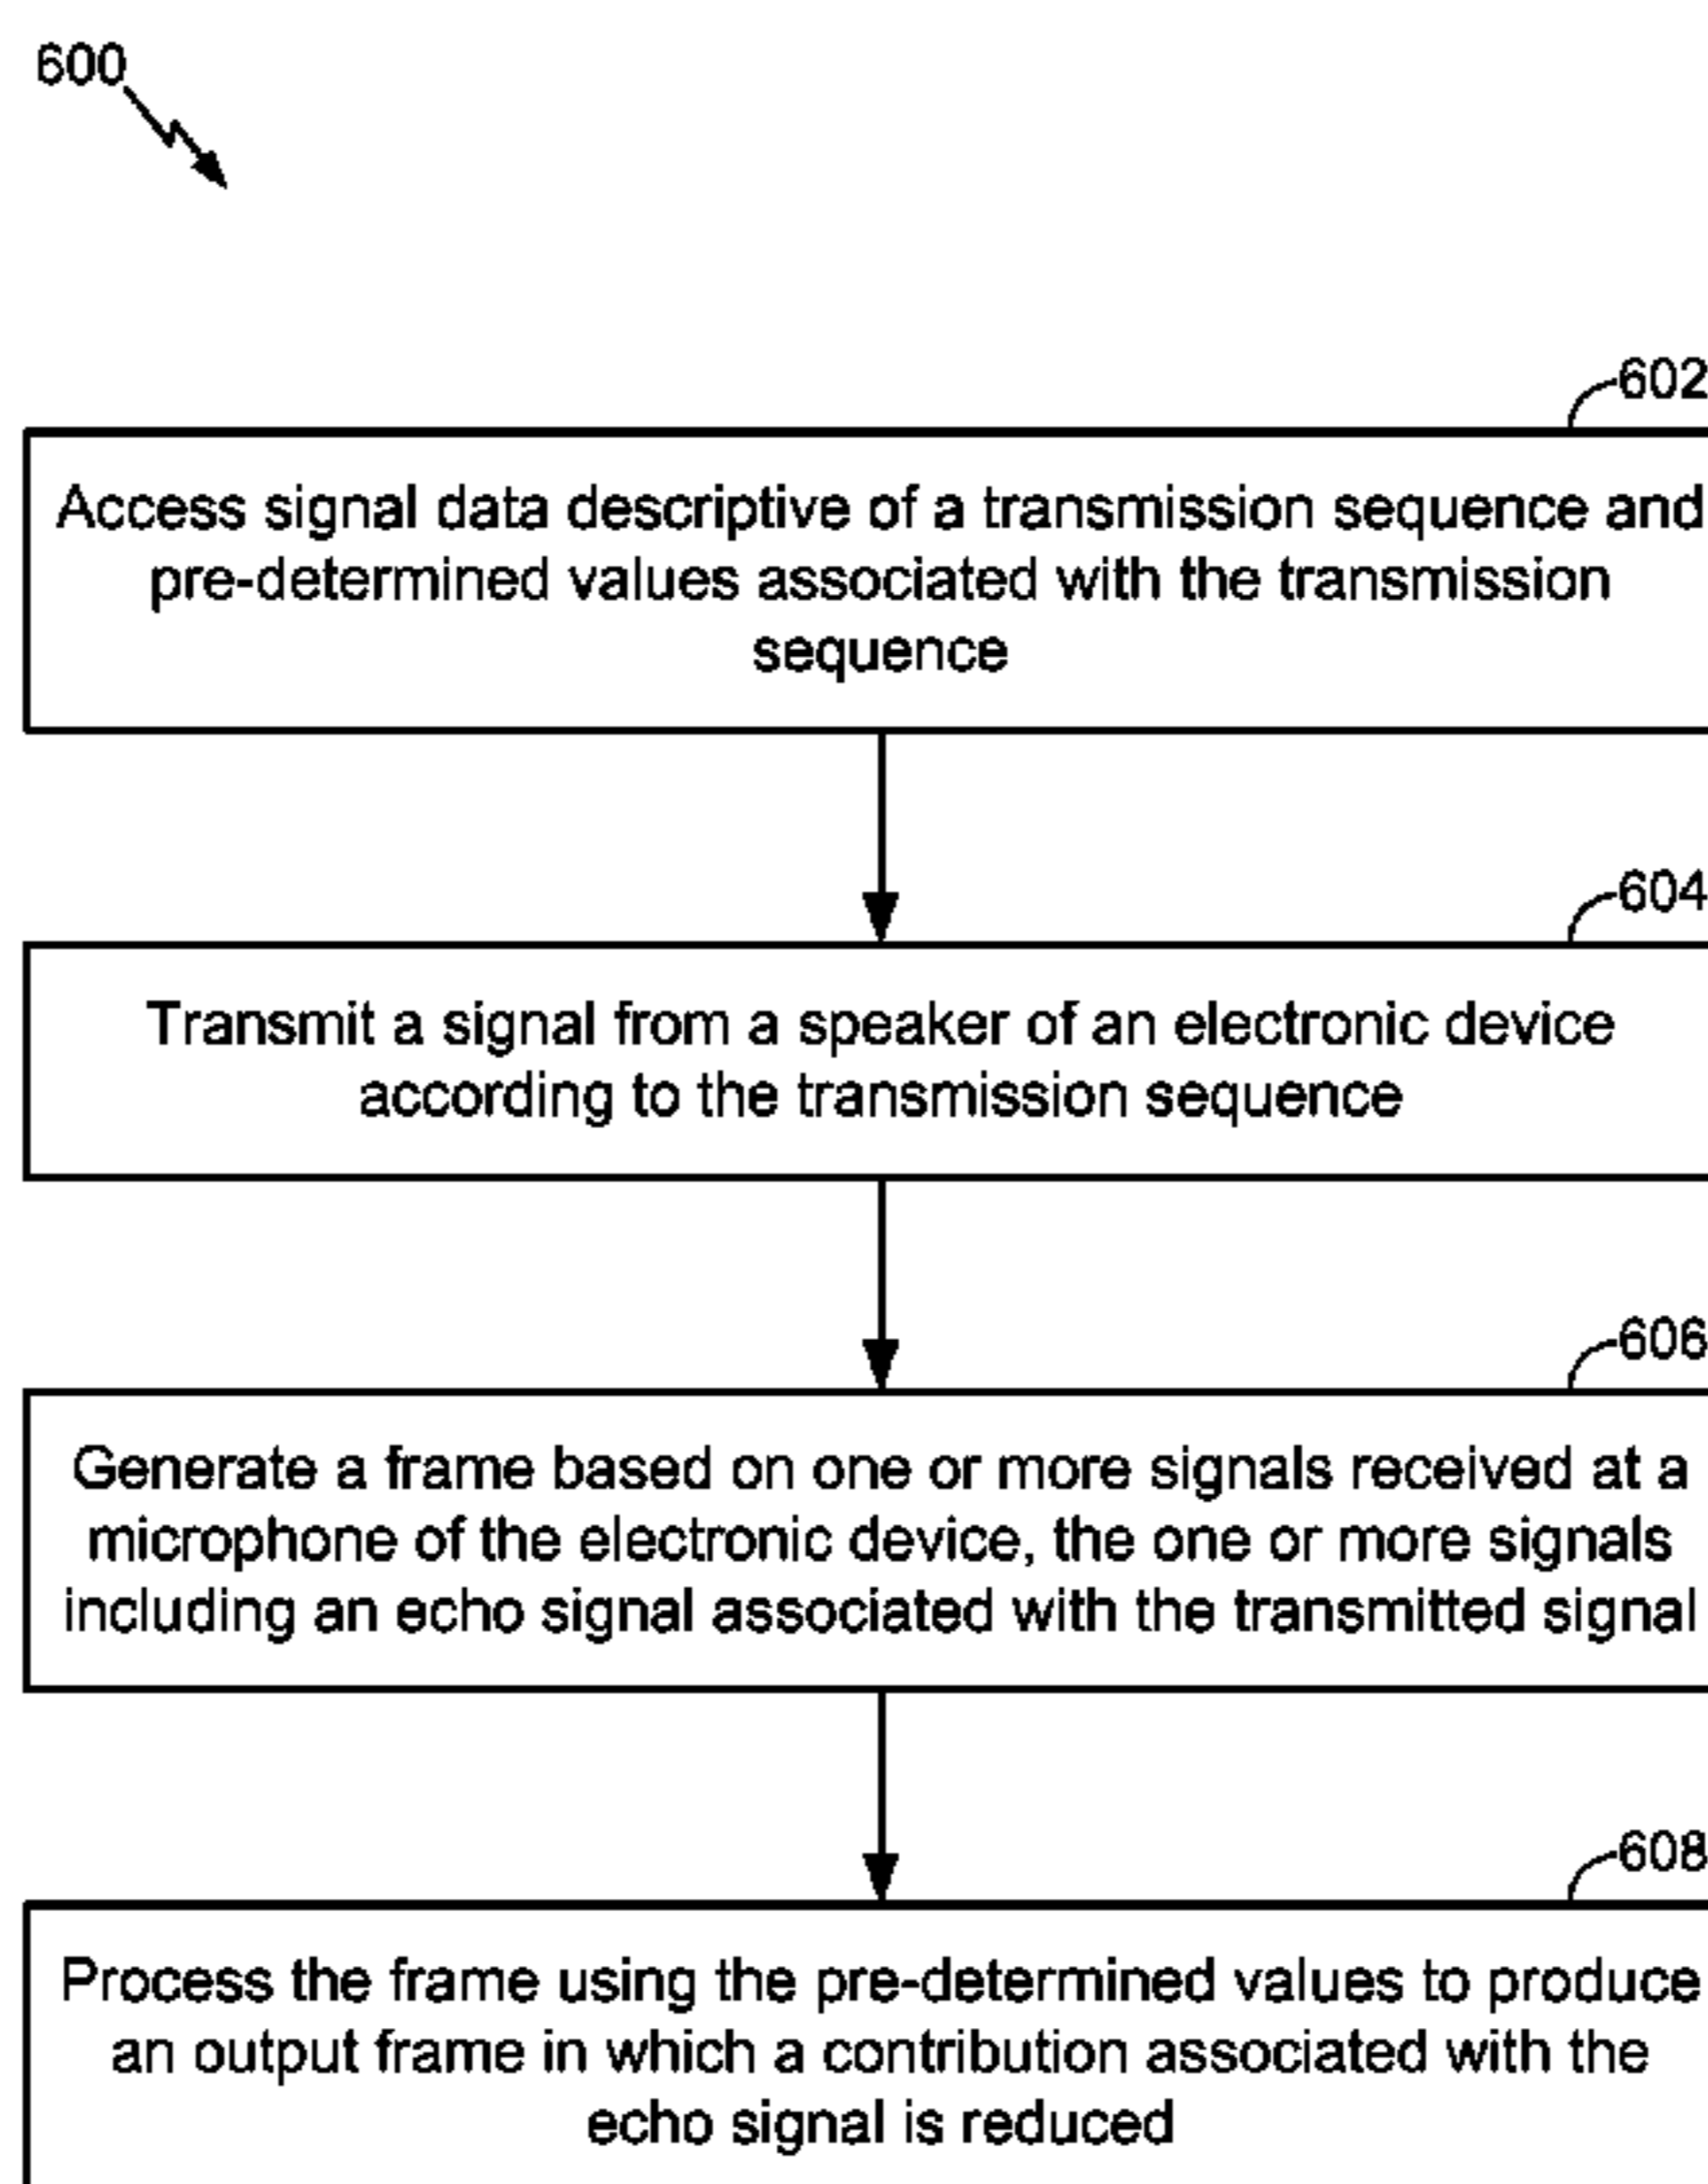 600
602
Access signal data descriptive of a transmission sequence and
pre-determined values associated with the transmission
sequence
604
Transmit a signal from a speaker of an electronic device
according to the transmission sequence
606
Generate a frame based on one or more signals received at a
microphone of the electronic device, the one or more signals
including an echo signal associated with the transmitted signal
608
Process the frame using the pre-determined values to produce
an output frame in which a contribution associated with the
echo signal is reduced